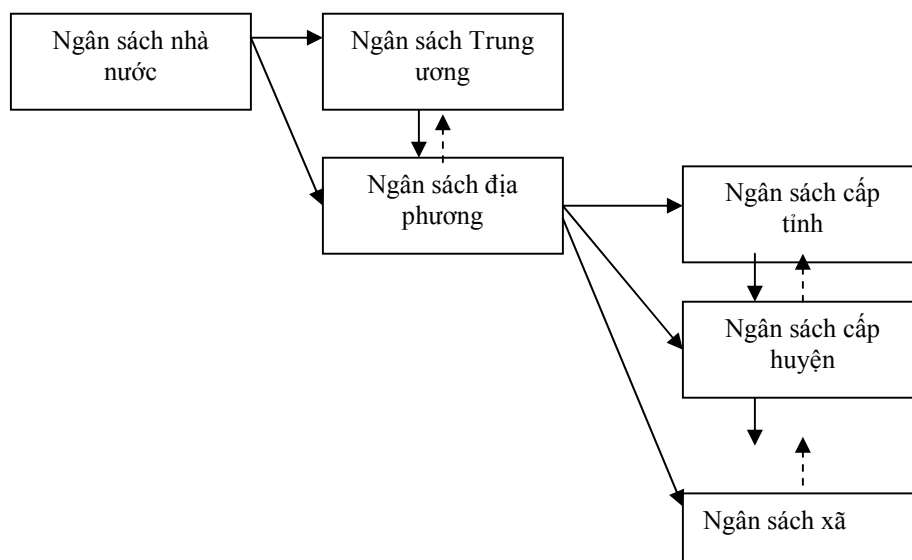 Ngân sách nhà
nước
Ngân sách Trung
ương
Ngân sách địa
phương
Ngân sách cấp
tỉnh
Ngân sách cấp
huyện
Ngân sách xã